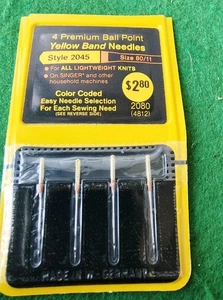 4 Premium Ball Point
Yellow Band Needles
Style 2045
Size 80/11
• For ALL LIGHTWEIGHT KNITS
• On SINGER* and other
household machines
$2.80
Color Coded
Easy Needle Selection
For Each Sewing Need
(SEE REVERSE SIDE)
2080
(4812)
MADE IN W. GERMANY